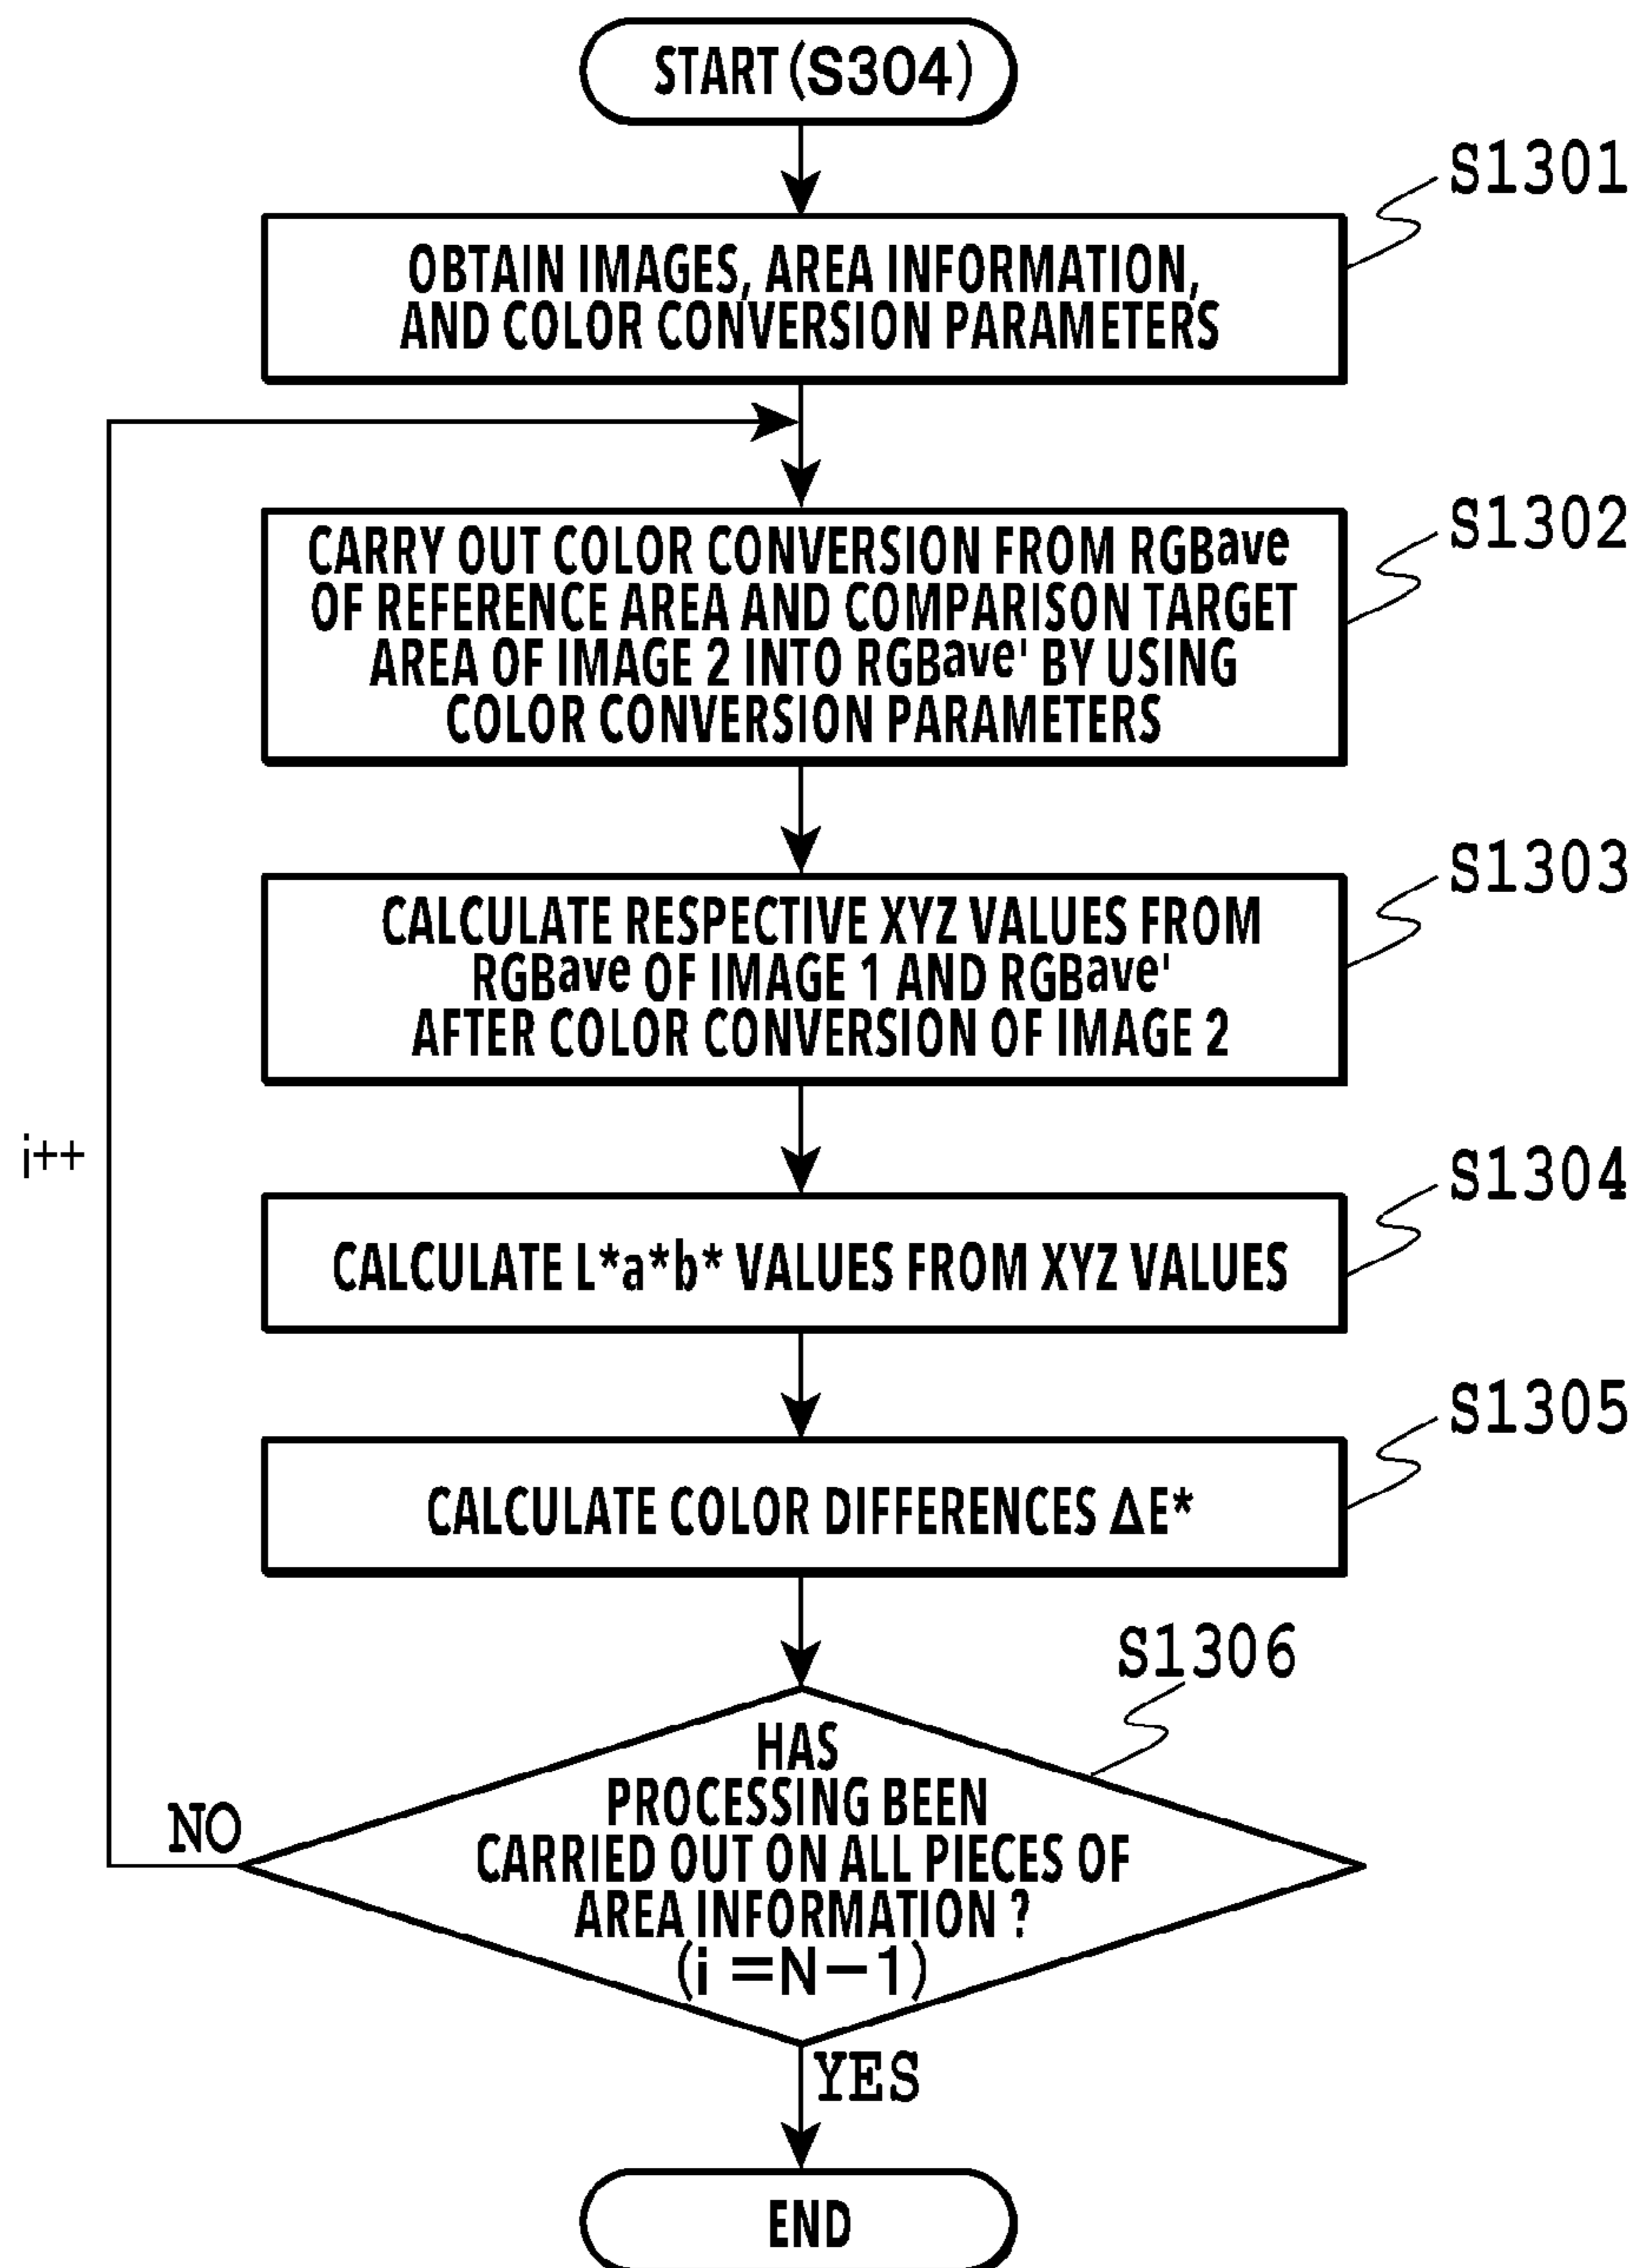 START(S304)
S1301
OBTAIN IMAGES, AREA INFORMATION,
AND COLOR CONVERSION PARAMETERS
S1302
CARRY OUT COLOR CONVERSION FROM RGBave
OF REFERENCE AREA AND COMPARISON TARGET
AREA OF IMAGE 2 INTO RGBave' BY USING
COLOR CONVERSION PARAMETERS
S1303
CALCULATE RESPECTIVE XYZ VALUES FROM
RGBave OF IMAGE 1 AND RGBave'
AFTER COLOR CONVERSION OF IMAGE 2
i++
S1304
CALCULATE L*a*b* VALUES FROM XYZ VALUES
S1305
CALCULATE COLOR DIFFERENCES ΔE*
S1306
HAS
PROCESSING BEEN
CARRIED OUT ON ALL PIECES OF
AREA INFORMATION ?
(i =N−1)
NO
YES
END